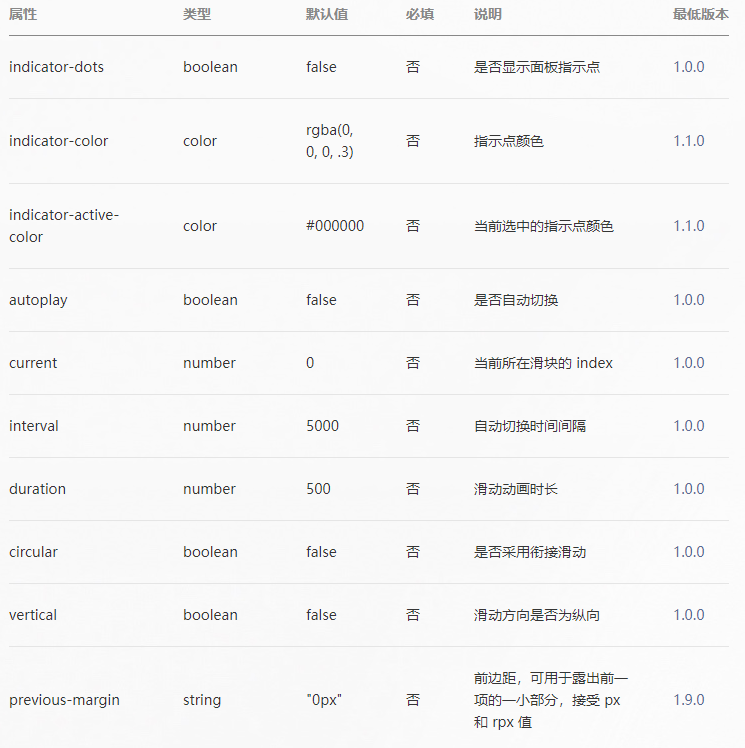 属性 类型 默认值 必填 说明 最低版本
indicator-dots boolean false 否 是否显示面板指示点 1.0.0
indicator-color color rgba(0, 0, 0, .3) 否 指示点颜色 1.1.0
indicator-active-color color #000000 否 当前选中的指示点颜色 1.1.0
autoplay boolean false 否 是否自动切换 1.0.0
current number 0 否 当前所在滑块的 index 1.0.0
interval number 5000 否 自动切换时间间隔 1.0.0
duration number 500 否 滑动动画时长 1.0.0
circular boolean false 否 是否采用衔接滑动 1.0.0
vertical boolean false 否 滑动方向是否为纵向 1.0.0
previous-margin string "0px" 否 前边距，可用于露出前一项的一小部分，接受 px 和 rpx 值 1.9.0